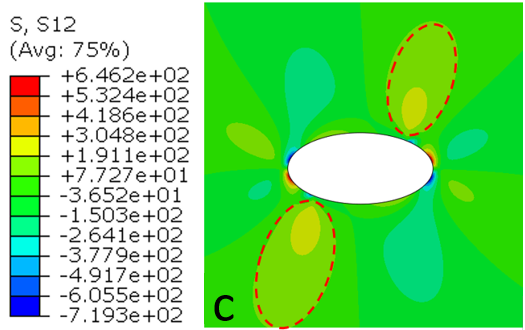 S, S12
(Avg: 75%)
+6.462e+02
+5.324e+02
+4.186e+02
+3.048e+02
+1.911e+02
+7.727e+01
-3.652e+01
-1.503e+02
-2.641e+02
-3.779e+02
-4.917e+02
-6.055e+02
-7.193e+02
C